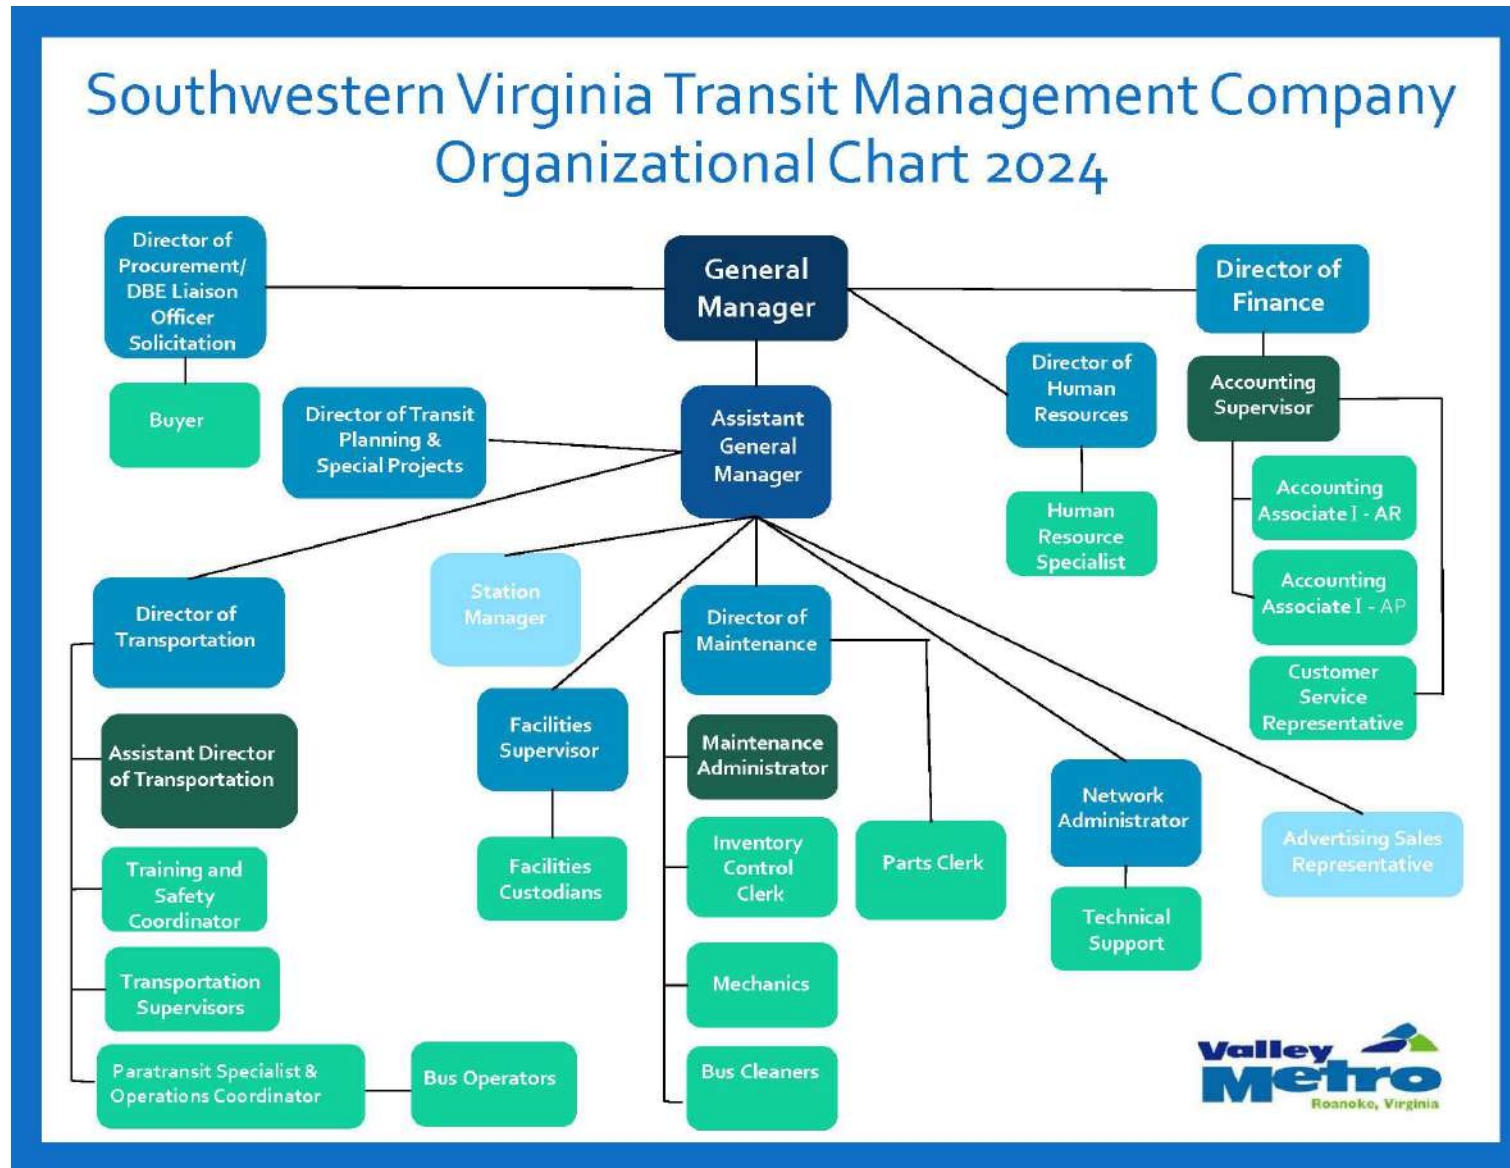 Southwestern Virginia Transit Management Company
Organizational Chart 2024
Director of
Procurement/
DBE Liaison
Officer
Solicitation
General
Manager
Director of
Finance
Buyer
Director of Transit
Planning &
Special Projects
Assistant
General
Manager
Director of
Human
Resources
Accounting
Supervisor
Accounting
Associate I - AR
Human
Resource
Specialist
Accounting
Associate I - AP
Director of
Transportation
Station
Manager
Director of
Maintenance
Customer
Service
Representative
Assistant Director
of Transportation
Facilities
Supervisor
Maintenance
Administrator
Network
Administrator
Advertising Sales
Representative
Training and
Safety
Coordinator
Facilities
Custodians
Inventory
Control
Clerk
Parts Clerk
Technical
Support
Transportation
Supervisors
Mechanics
Paratransit Specialist &
Operations Coordinator
Bus Operators
Bus Cleaners
Valley
Metro
Roanoke, Virginia